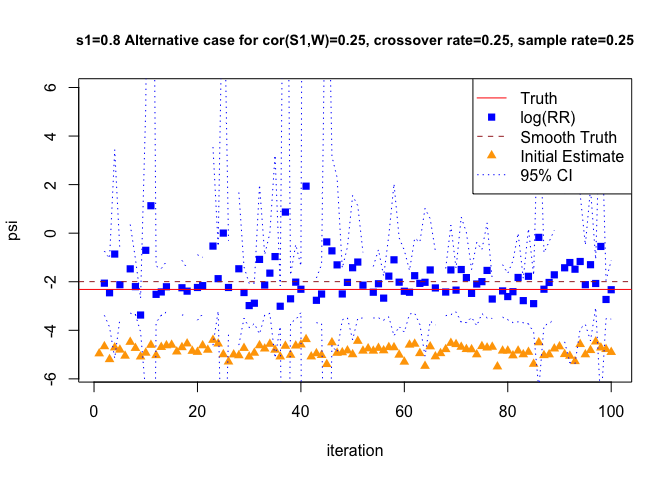 s1=0.8 Alternative case for cor(S1,W)=0.25, crossover rate=0.25, sample rate=0.25
Truth
log(RR)
Smooth Truth
Initial Estimate
95% CI
psi
6
4
2
0
-2
-4
-6
0 20 40 60 80 100
iteration